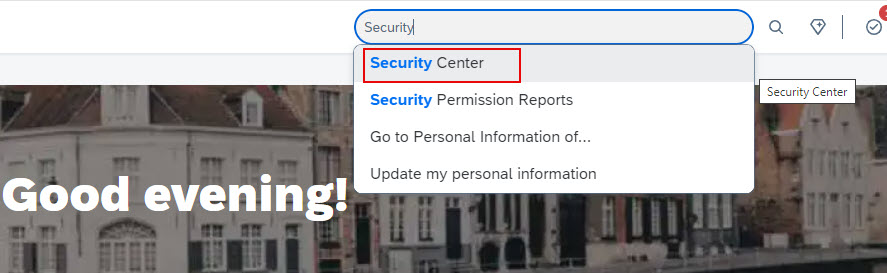 Security
Security Center
Security Permission Reports
Security Center
Go to Personal Information of...
Update my personal information
Good evening!